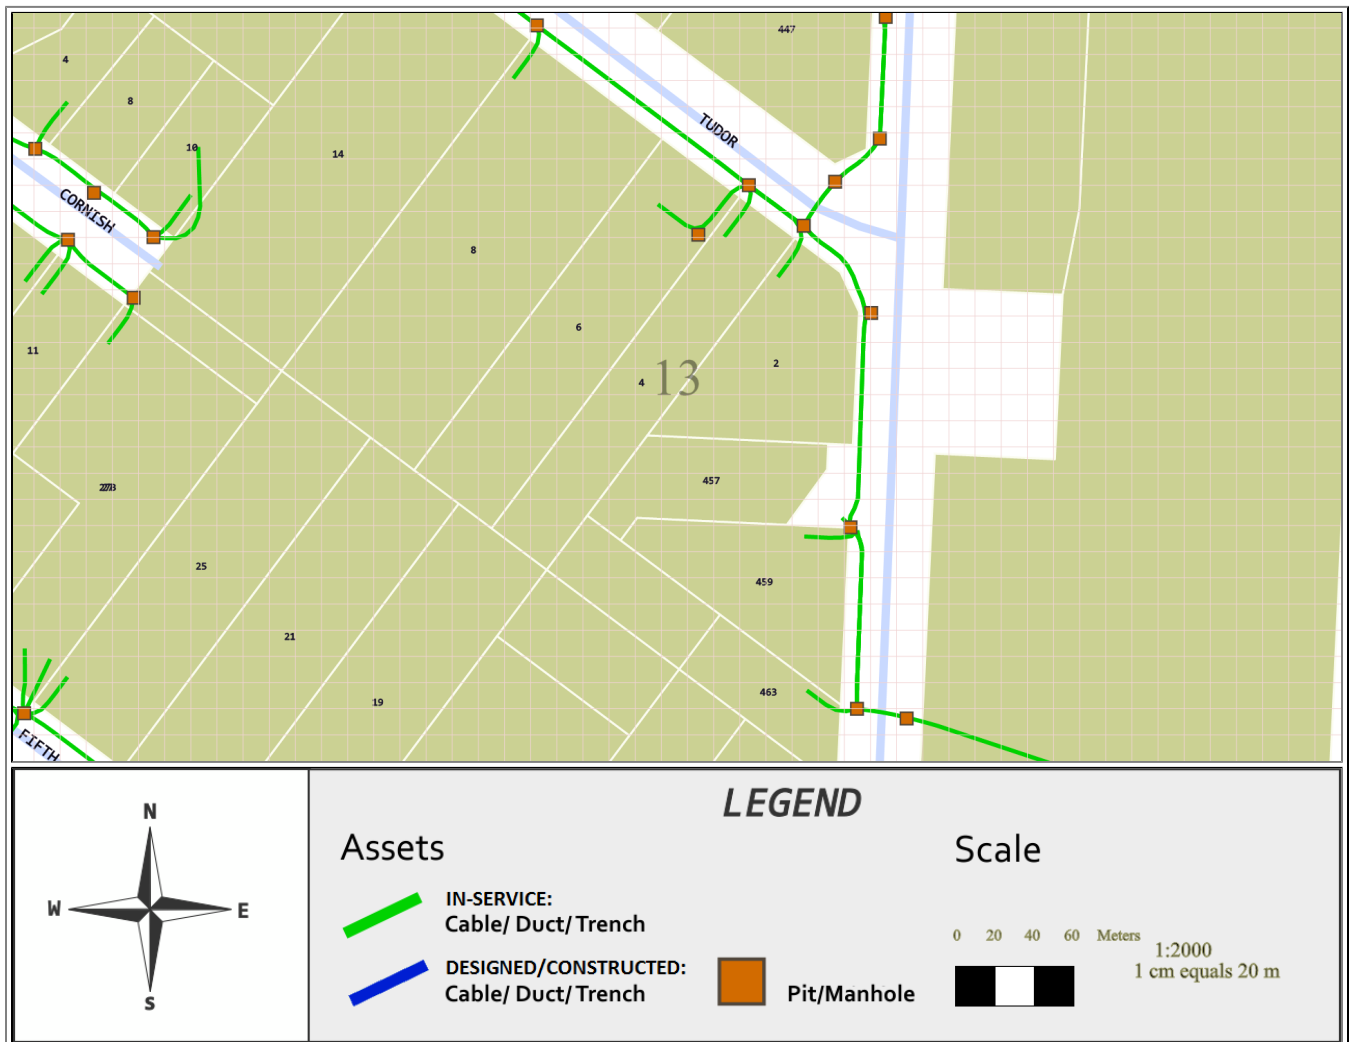 447
4
8
TUDOR
10
14
CORNISH
8
6
11
13
4
2
457
25
459
21
463
19
FIFTH
N
W
E
S
LEGEND
Assets
Scale
IN-SERVICE:
Cable/ Duct/ Trench
DESIGNED/CONSTRUCTED:
Cable/ Duct/ Trench
Pit/Manhole
0 20 40 60 Meters
1:2000
1 cm equals 20 m